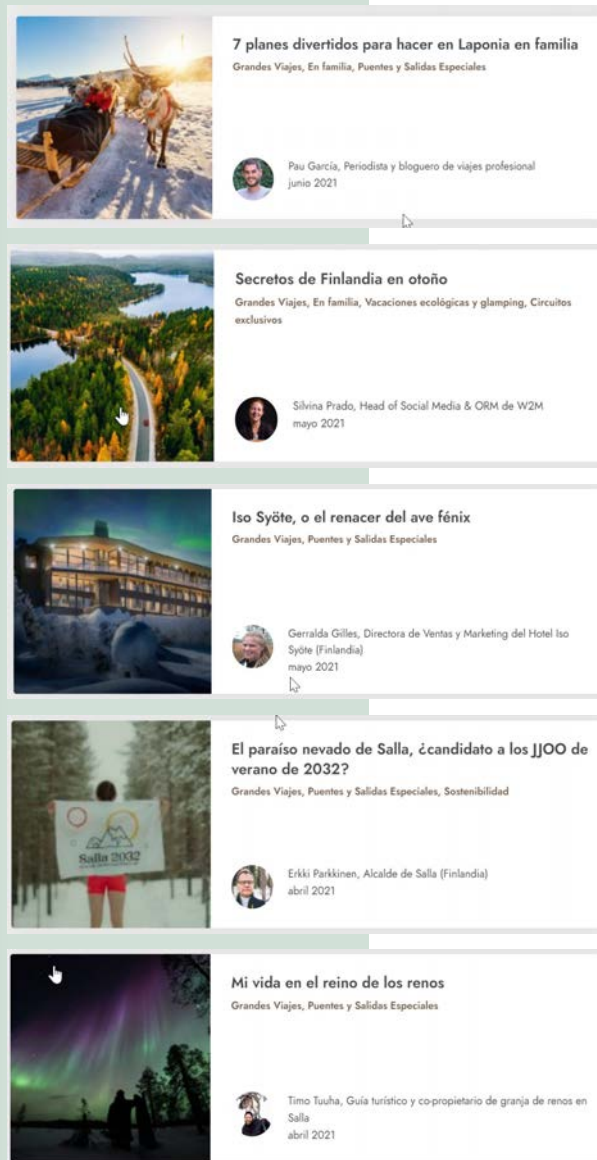 7 planes divertidos para hacer en Laponia en familia
Grandes Viajes, En familia, Puentes y Salidas Especiales
Pau García, Periodista y bloguero de viajes profesional
junio 2021
Secretos de Finlandia en otoño
Grandes Viajes, En familia, Vacaciones ecológicas y glamping, Circuitos
exclusivos
Silvina Prado, Head of Social Media & ORM de W2M
mayo 2021
Iso Syöte, o el renacer del ave fénix
Grandes Viajes, Puentes y Salidas Especiales
Gerralda Gilles, Directora de Ventas y Marketing del Hotel Iso
Syöte (Finlandia)
mayo 2021
El paraíso nevado de Salla, ¿candidato a los JJOO de
verano de 2032?
Grandes Viajes, Puentes y Salidas Especiales, Sostenibilidad
Salla 2032
Erkki Parkkinen, Alcalde de Salla (Finlandia)
abril 2021
Mi vida en el reino de los renos
Grandes Viajes, Puentes y Salidas Especiales
Timo Tuuha, Guía turístico y co-propietario de granja de renos en
Salla
abril 2021